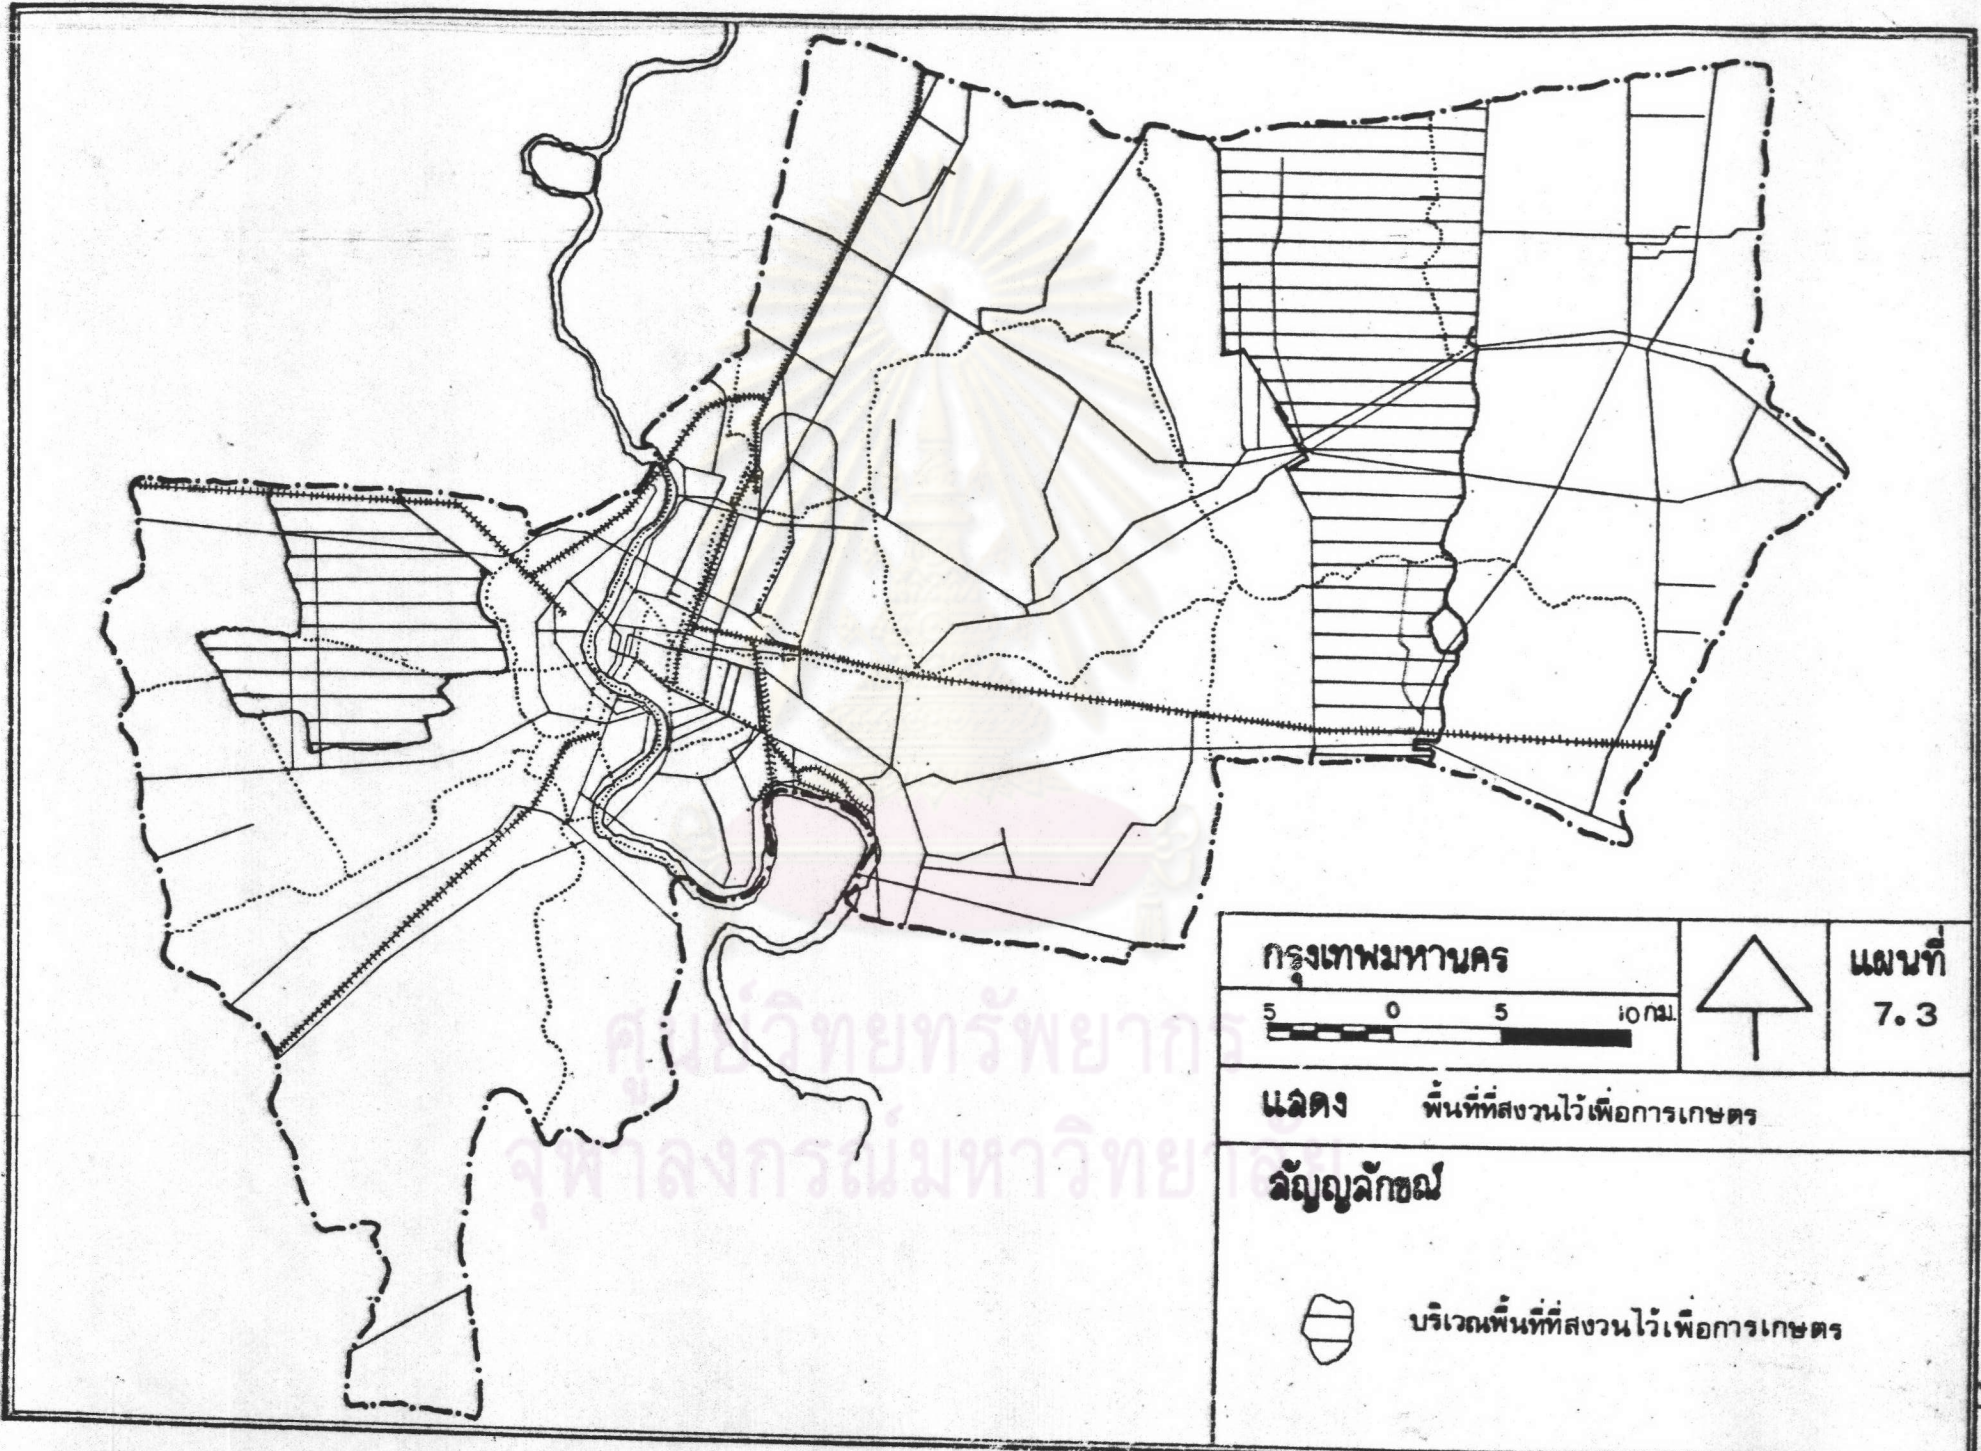 กรุงเทพมหานคร
แผนที่
7.3
5 0 5 10 กม.
แสดง พื้นที่ที่สงวนไว้เพื่อการเกษตร
สัญญลักษณ์
บริเวณพื้นที่ที่สงวนไว้เพื่อการเกษตร
ศูนย์วิทยทรัพยากร
จุฬาลงกรณ์มหาวิทยาลัย